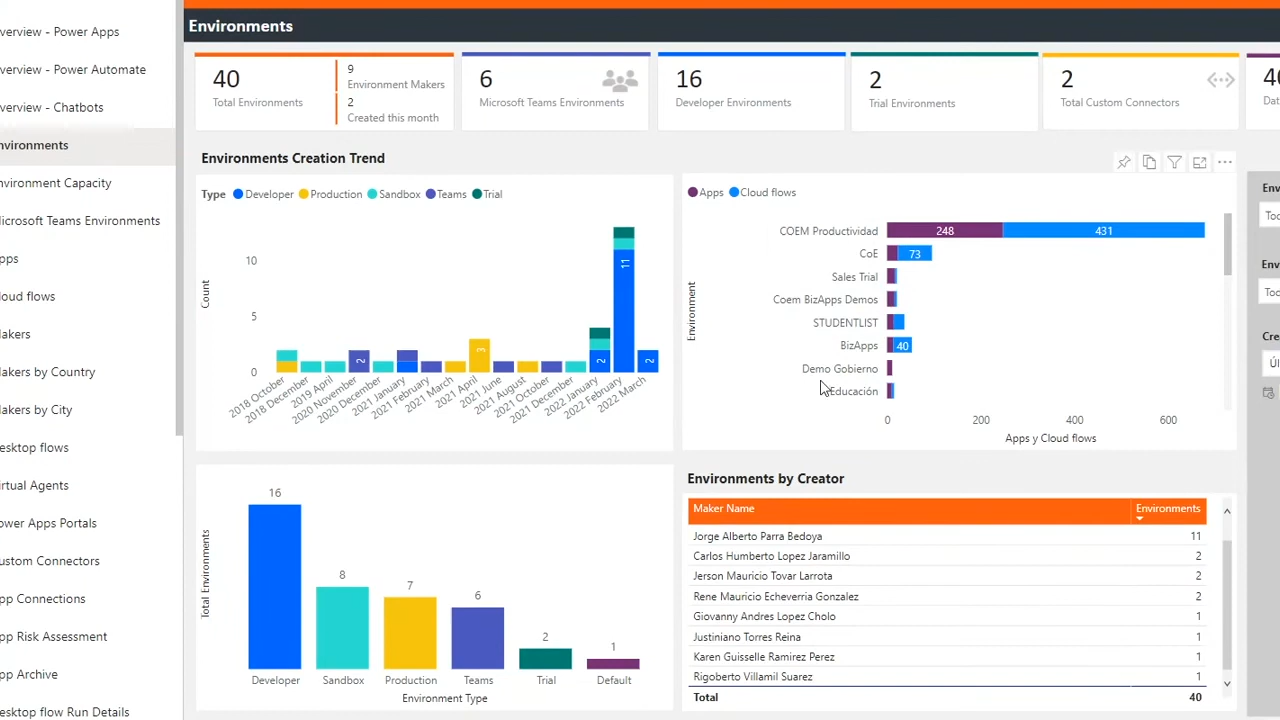 verview - Power Apps
verview - Power Automate
verview - Chatbots
nvironments
nvironment Capacity
licrosoft Teams Environments
pps
loud flows
lakers
lakers by Country
lakers by City
esktop flows
irtual Agents
ower Apps Portals
ustom Connectors
pp Connections
pp Risk Assessment
pp Archive
esktop flow Run Details
Environments
40
Total Environments
9
Environment Makers
2
Created this month
6
Microsoft Teams Environments
16
Developer Environments
2
Trial Environments
2
Total Custom Connectors
Dat
Environments Creation Trend
Type Developer Production Sandbox Teams Trial
Count
10
5
0
2
3
2
11
2
2018 October
2018 December
2019 April
2020 November
2020 December
2021 January
2021 February
2021 March
2021 April
2021 June
2021 August
2021 October
2021 December
2022 January
2022 February
2022 March
Apps Cloud flows
Environment
COEM Productividad 248 431
CoE 73
Sales Trial
Coem BizApps Demos
STUDENTLIST
BizApps 40
Demo Gobierno
Educación
0 200 400 600
Apps y Cloud flows
Total Environments
16
8
7
6
2
1
Developer Sandbox Production Teams Trial Default
Environment Type
Environments by Creator
Maker Name Environments
Jorge Alberto Parra Bedoya 11
Carlos Humberto Lopez Jaramillo 2
Jerson Mauricio Tovar Larrota 2
Rene Mauricio Echeverria Gonzalez 2
Giovanny Andres Lopez Cholo 1
Justiniano Torres Reina 1
Karen Guisselle Ramirez Perez 1
Rigoberto Villamil Suarez 1
Total 40
Env
Too
Env
Too
Cre
Úl